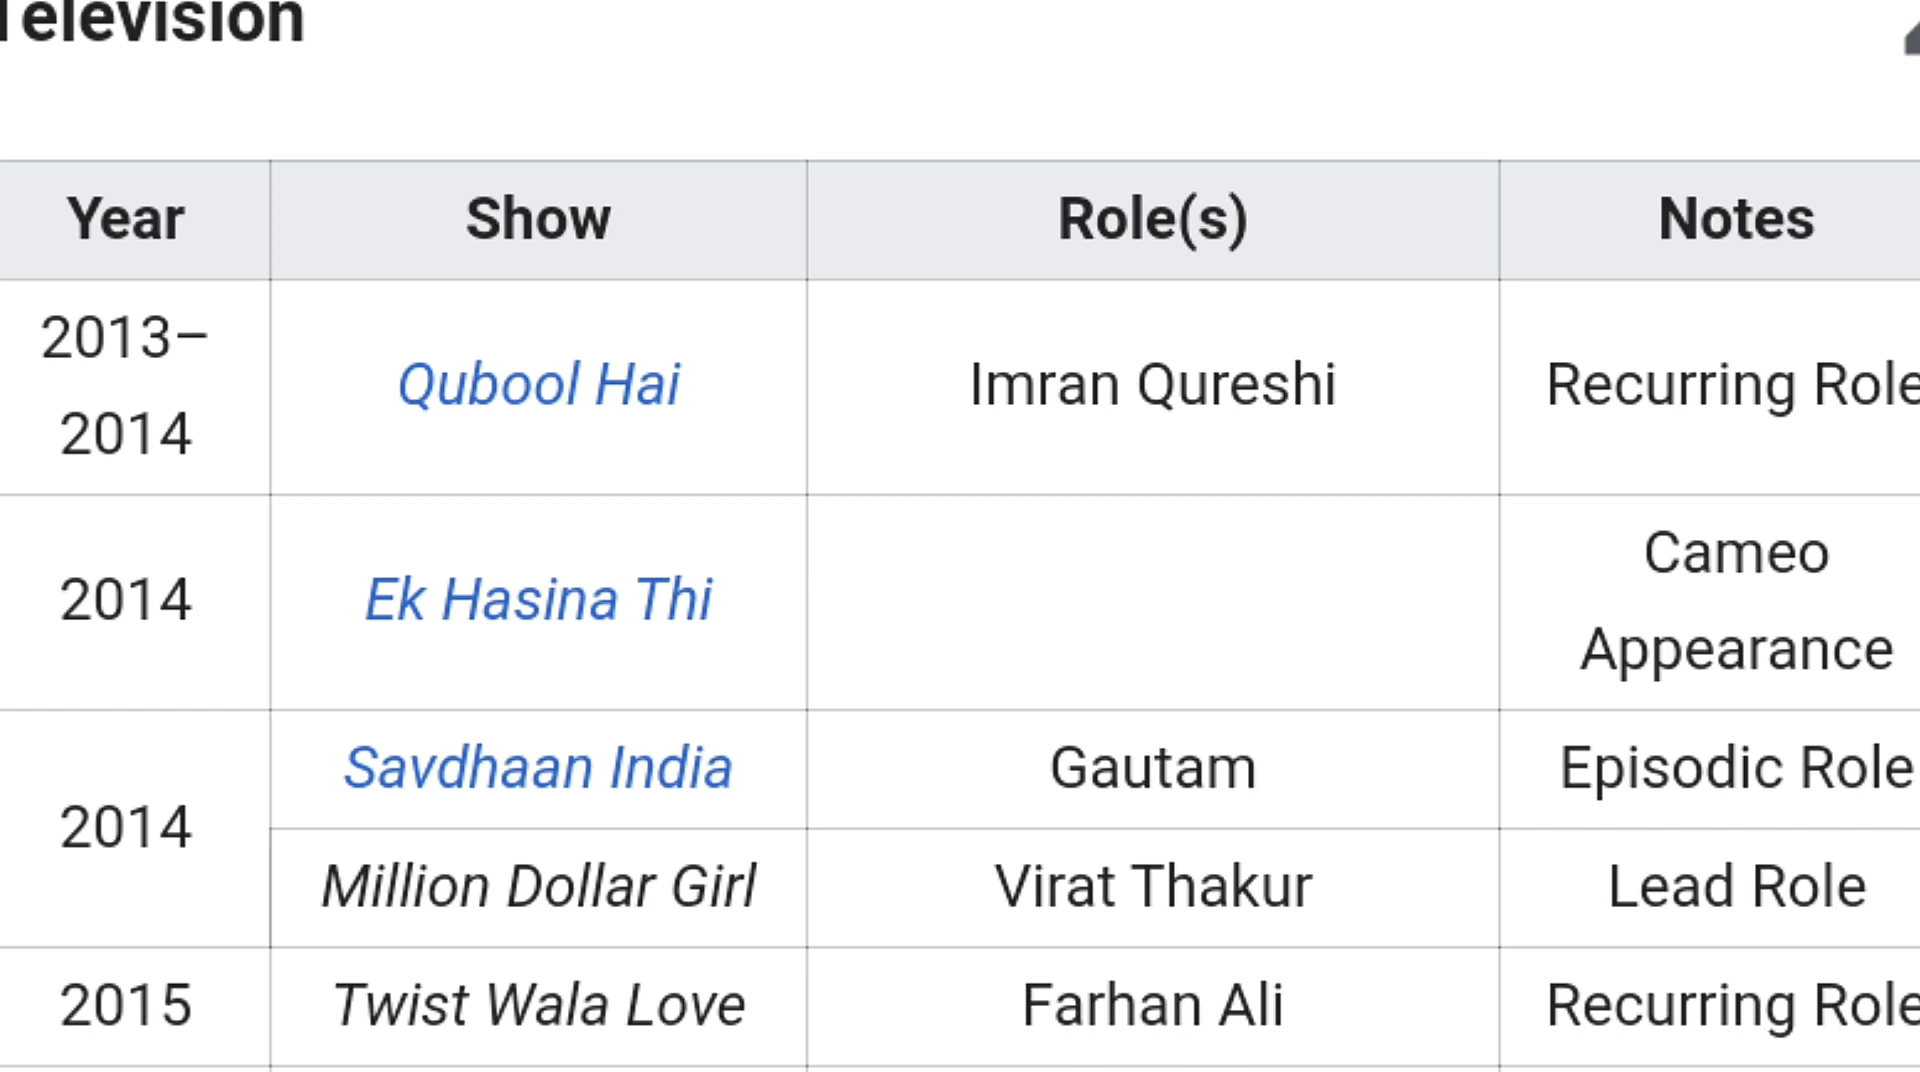 Television
Year Show Role(s) Notes
2013–
2014
Qubool Hai Imran Qureshi Recurring Role
2014 Ek Hasina Thi Cameo
Appearance
2014
Savdhaan India Gautam Episodic Role
Million Dollar Girl Virat Thakur Lead Role
2015 Twist Wala Love Farhan Ali Recurring Role